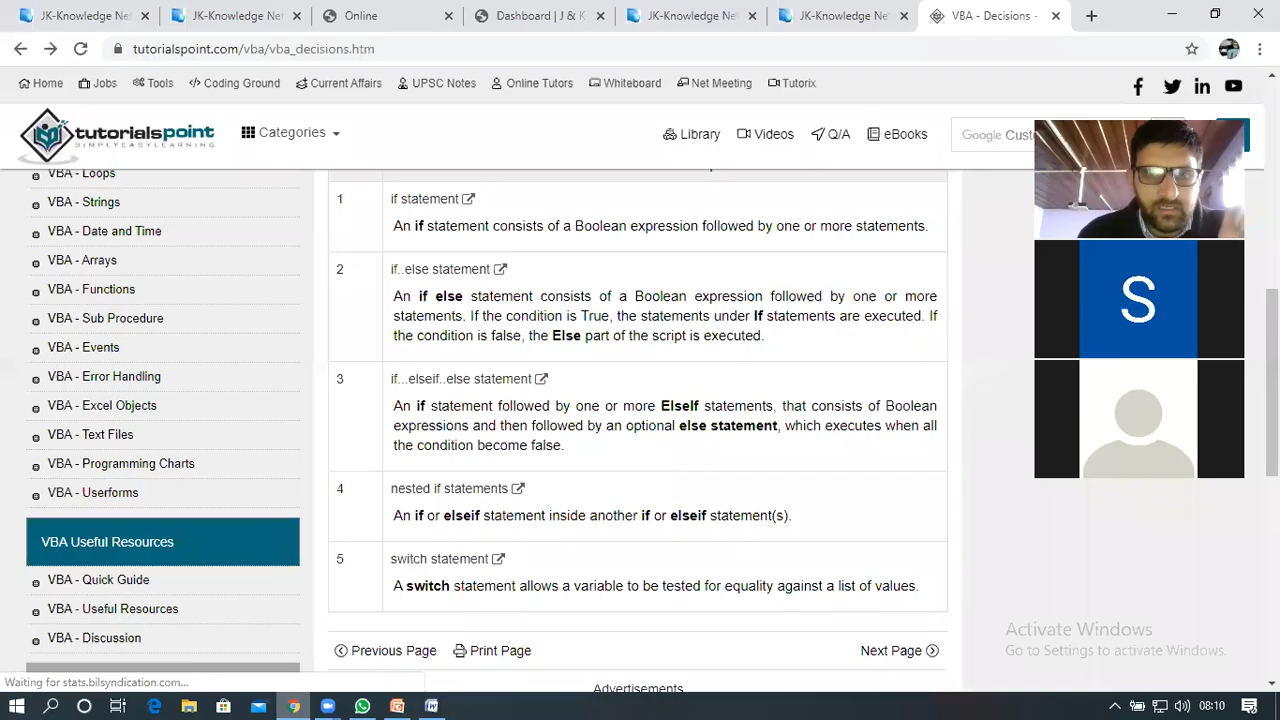 JK-Knowledge Ne
JK-Knowledge Net
Online
Dashboard | J & K
JK-Knowledge Net
JK-Knowledge Net
VBA - Decisions -
tutorialspoint.com/vba/vba_decisions.htm
Home
Jobs
Tools
Coding Ground
Current Affairs
UPSC Notes
Online Tutors
Whiteboard
Net Meeting
Tutorix
tutorialspoint
SIMPLYEASYLEARNING
Categories
Library
Videos
Q/A
eBooks
Google Cust
VBA - Loops
VBA - Strings
VBA - Date and Time
VBA - Arrays
VBA - Functions
VBA - Sub Procedure
VBA - Events
VBA - Error Handling
VBA - Excel Objects
VBA - Text Files
VBA - Programming Charts
VBA - Userforms
VBA Useful Resources
VBA - Quick Guide
VBA - Useful Resources
VBA - Discussion
1 if statement
An if statement consists of a Boolean expression followed by one or more statements.
2 if..else statement
An if else statement consists of a Boolean expression followed by one or more
statements. If the condition is True, the statements under If statements are executed. If
the condition is false, the Else part of the script is executed.
3 if...elseif..else statement
An if statement followed by one or more ElseIf statements, that consists of Boolean
expressions and then followed by an optional else statement, which executes when all
the condition become false.
4 nested if statements
An if or elseif statement inside another if or elseif statement(s).
5 switch statement
A switch statement allows a variable to be tested for equality against a list of values.
Previous Page
Print Page
Next Page
Advertisements
S
Activate Windows
Go to Settings to activate Windows.
Waiting for stats.bilsyndication.com...
08:10